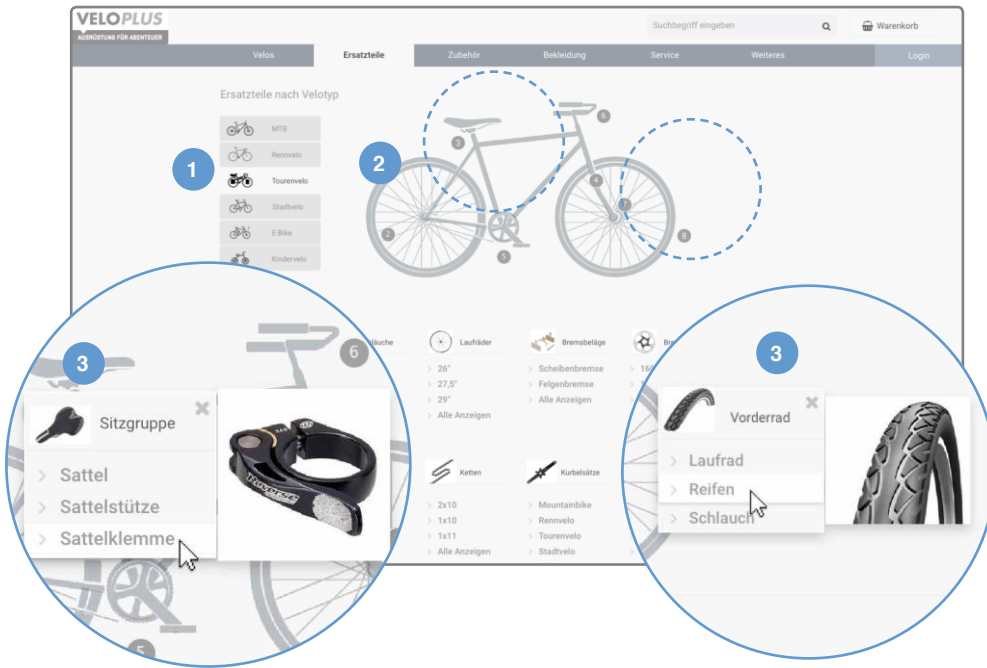 VELOPLUS
AUSRÜSTUNG FÜR ABENTEUER
Suchbegriff eingeben
Warenkorb
Velos
Ersatzteile
Zubehör
Bekleidung
Service
Weiteres
Login
Ersatzteile nach Velotyp
MTB
Rennvelo
Tourenvelo
Stadtvelo
E-Bike
Kindervelo
1
2
3
6
4
7
2
5
8
3
6
Sitzgruppe
> Sattel
> Sattelstütze
> Sattelklemme
Reverse
5
Laufräder
> 26"
> 27,5"
> 29"
> Alle Anzeigen
Bremsbeläge
> Scheibenbremse
> Felgenbremse
> Alle Anzeigen
Ketten
> 2x10
> 1x10
> 1x11
> Alle Anzeigen
Kurbelsätze
> Mountainbike
> Rennvelo
> Tourenvelo
> Stadtvelo
3
Vorderrad
> Laufrad
> Reifen
> Schlauch